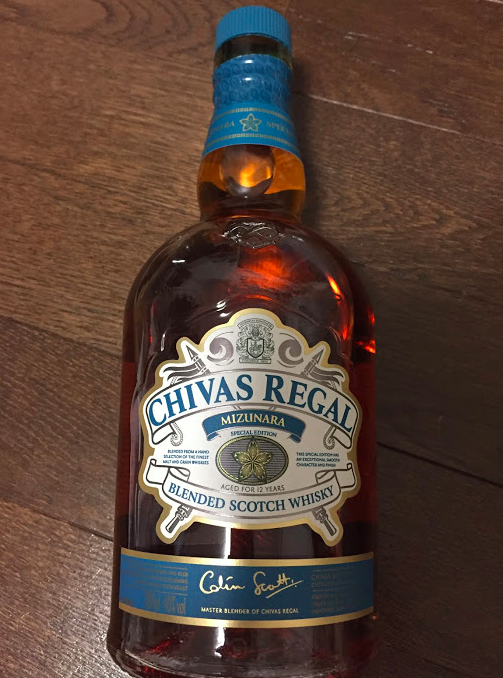 CHIVAS REGAL
MIZUNARA
SPECIAL EDITION
BLENDED FROM A HAND
SELECTION OF THE FINEST
MALT AND GRAIN WHISKIES
THIS SPECIAL EDITION HAS
AN EXCEPTIONAL SMOOTH
CHARACTER AND FINISH
AGED FOR 12 YEARS
BLENDED SCOTCH WHISKY
Colin Scott
MASTER BLENDER OF CHIVAS REGAL